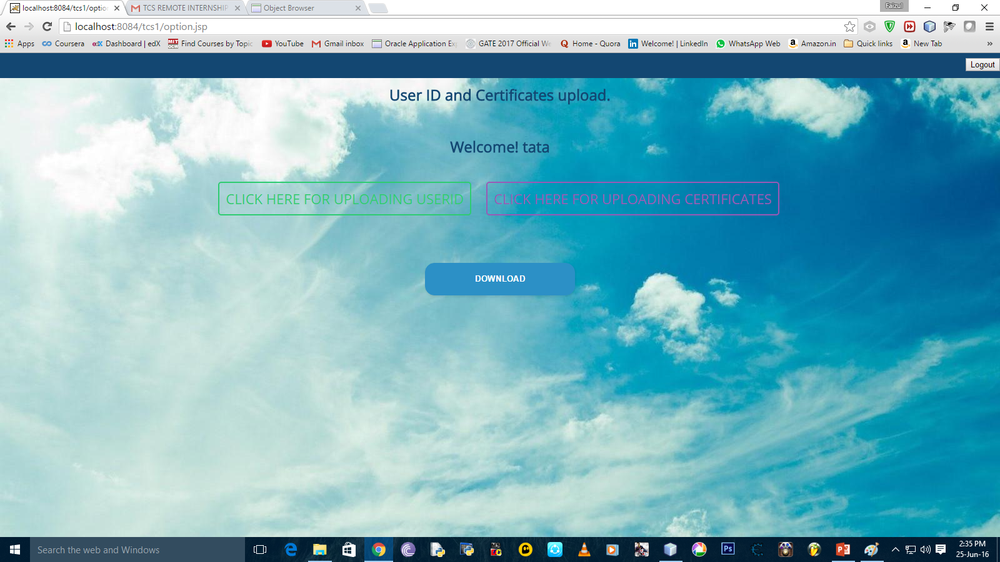 localhost:8084/tcs1/optio
TCS REMOTE INTERNSHIP
Object Browser
Faizul
localhost:8084/tcs1/option.jsp
Apps
Coursera
edX Dashboard | edX
MIT OCW Find Courses by Topic
YouTube
Gmail inbox
Oracle Application Ex
GATE 2017 Official We
Home - Quora
Welcome! | LinkedIn
WhatsApp Web
Amazon.in
Quick links
New Tab
»
Logout
User ID and Certificates upload.
Welcome! tata
CLICK HERE FOR UPLOADING USERID
CLICK HERE FOR UPLOADING CERTIFICATES
DOWNLOAD
Search the web and Windows
2:35 PM
25-Jun-16